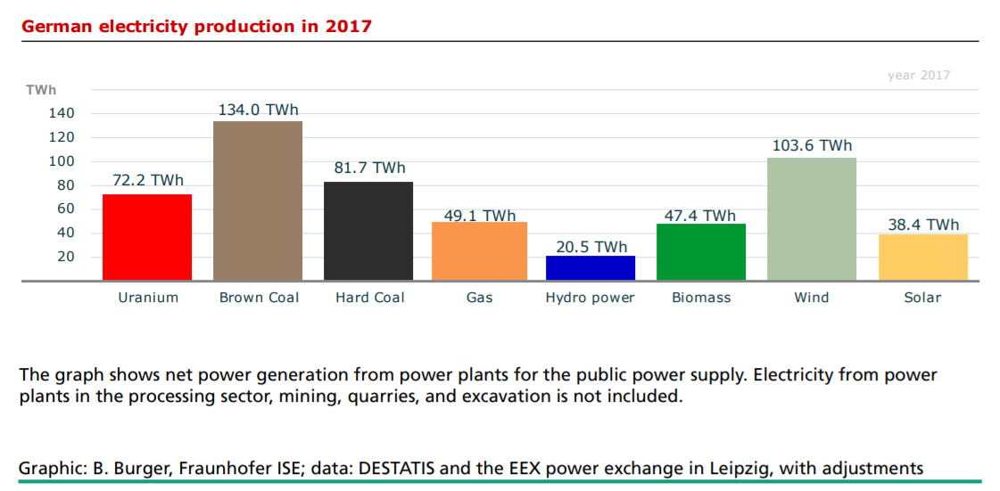 German electricity production in 2017
year 2017
TWh
140
120
100
80
60
40
20
72.2 TWh
134.0 TWh
81.7 TWh
49.1 TWh
20.5 TWh
47.4 TWh
103.6 TWh
38.4 TWh
Uranium Brown Coal Hard Coal Gas Hydro power Biomass Wind Solar
The graph shows net power generation from power plants for the public power supply. Electricity from power
plants in the processing sector, mining, quarries, and excavation is not included.
Graphic: B. Burger, Fraunhofer ISE; data: DESTATIS and the EEX power exchange in Leipzig, with adjustments